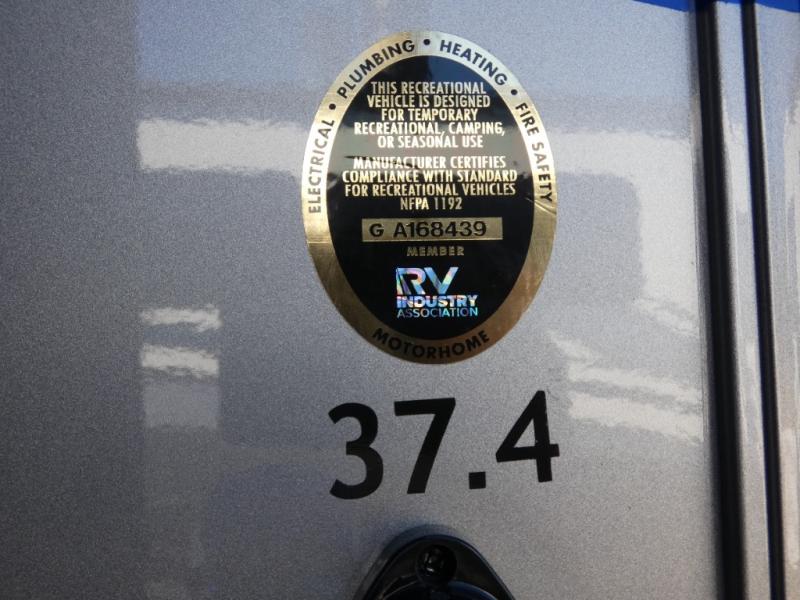 ELECTRICAL • PLUMBING • HEATING • FIRE SAFETY
THIS RECREATIONAL
VEHICLE IS DESIGNED
FOR TEMPORARY
RECREATIONAL, CAMPING,
OR SEASONAL USE
MANUFACTURER CERTIFIES
COMPLIANCE WITH STANDARD
FOR RECREATIONAL VEHICLES
NFPA 1192
G A168439
MEMBER
RV
INDUSTRY
ASSOCIATION
MOTORHOME
37.4